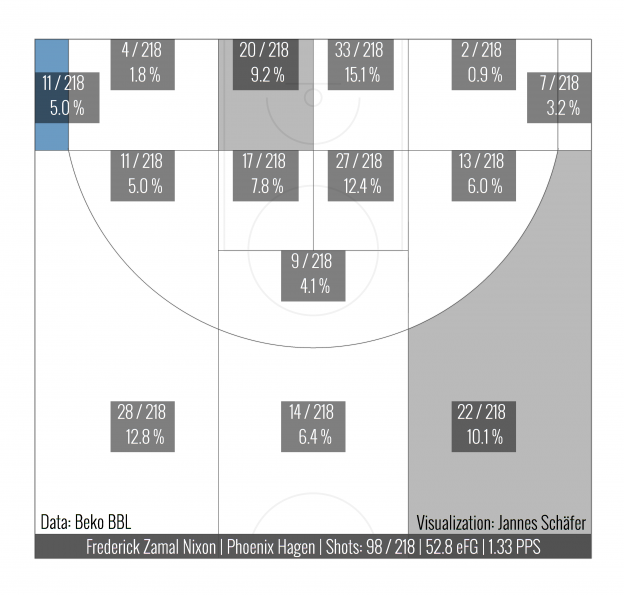 4 / 218
1.8 %
20 / 218
9.2 %
33 / 218
15.1 %
2 / 218
0.9 %
11 / 218
5.0 %
7 / 218
3.2 %
11 / 218
5.0 %
17 / 218
7.8 %
27 / 218
12.4 %
13 / 218
6.0 %
9 / 218
4.1 %
28 / 218
12.8 %
14 / 218
6.4 %
22 / 218
10.1 %
Data: Beko BBL
Visualization: Jannes Schäfer
Frederick Zamal Nixon | Phoenix Hagen | Shots: 98 / 218 | 52.8 eFG | 1.33 PPS